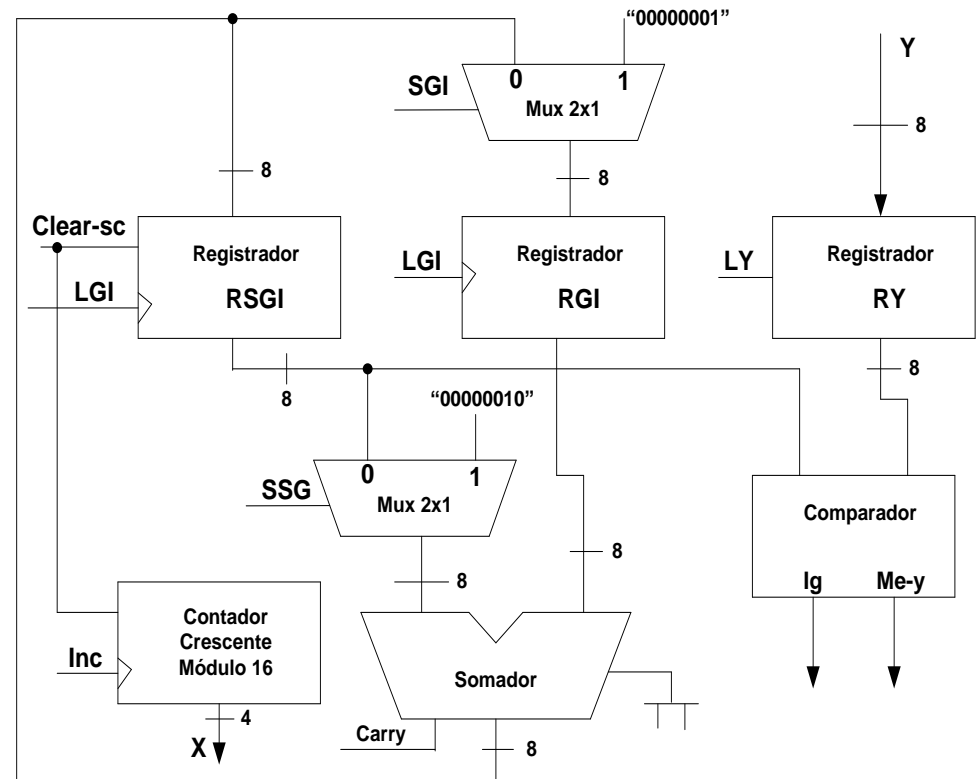 “00000001”
Y
0 1
SGI
Mux 2x1
8
8
8
Clear-sc
LGI
Registrador
RSGI
LGI
Registrador
RGI
LY
Registrador
RY
8
8
“00000010”
0 1
SSG
Mux 2x1
8
8
Comparador
Ig Me-y
Contador
Crescente
Módulo 16
Inc
4
X
Somador
Carry
8